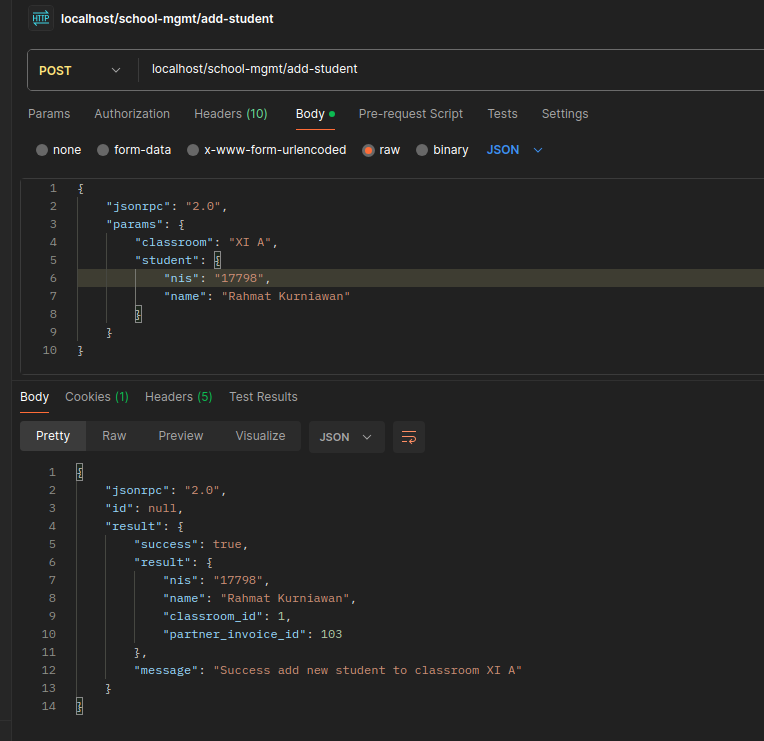 HTTP localhost/school-mgmt/add-student
POST localhost/school-mgmt/add-student
Params Authorization Headers (10) Body Pre-request Script Tests Settings
none form-data x-www-form-urlencoded raw binary JSON
1 {
2 "jsonrpc": "2.0",
3 "params": {
4 "classroom": "XI A",
5 "student": {
6 "nis": "17798",
7 "name": "Rahmat Kurniawan"
8 }
9 }
10 }
Body Cookies (1) Headers (5) Test Results
Pretty Raw Preview Visualize JSON
1 {
2 "jsonrpc": "2.0",
3 "id": null,
4 "result": {
5 "success": true,
6 "result": {
7 "nis": "17798",
8 "name": "Rahmat Kurniawan",
9 "classroom_id": 1,
10 "partner_invoice_id": 103
11 },
12 "message": "Success add new student to classroom XI A"
13 }
14 }